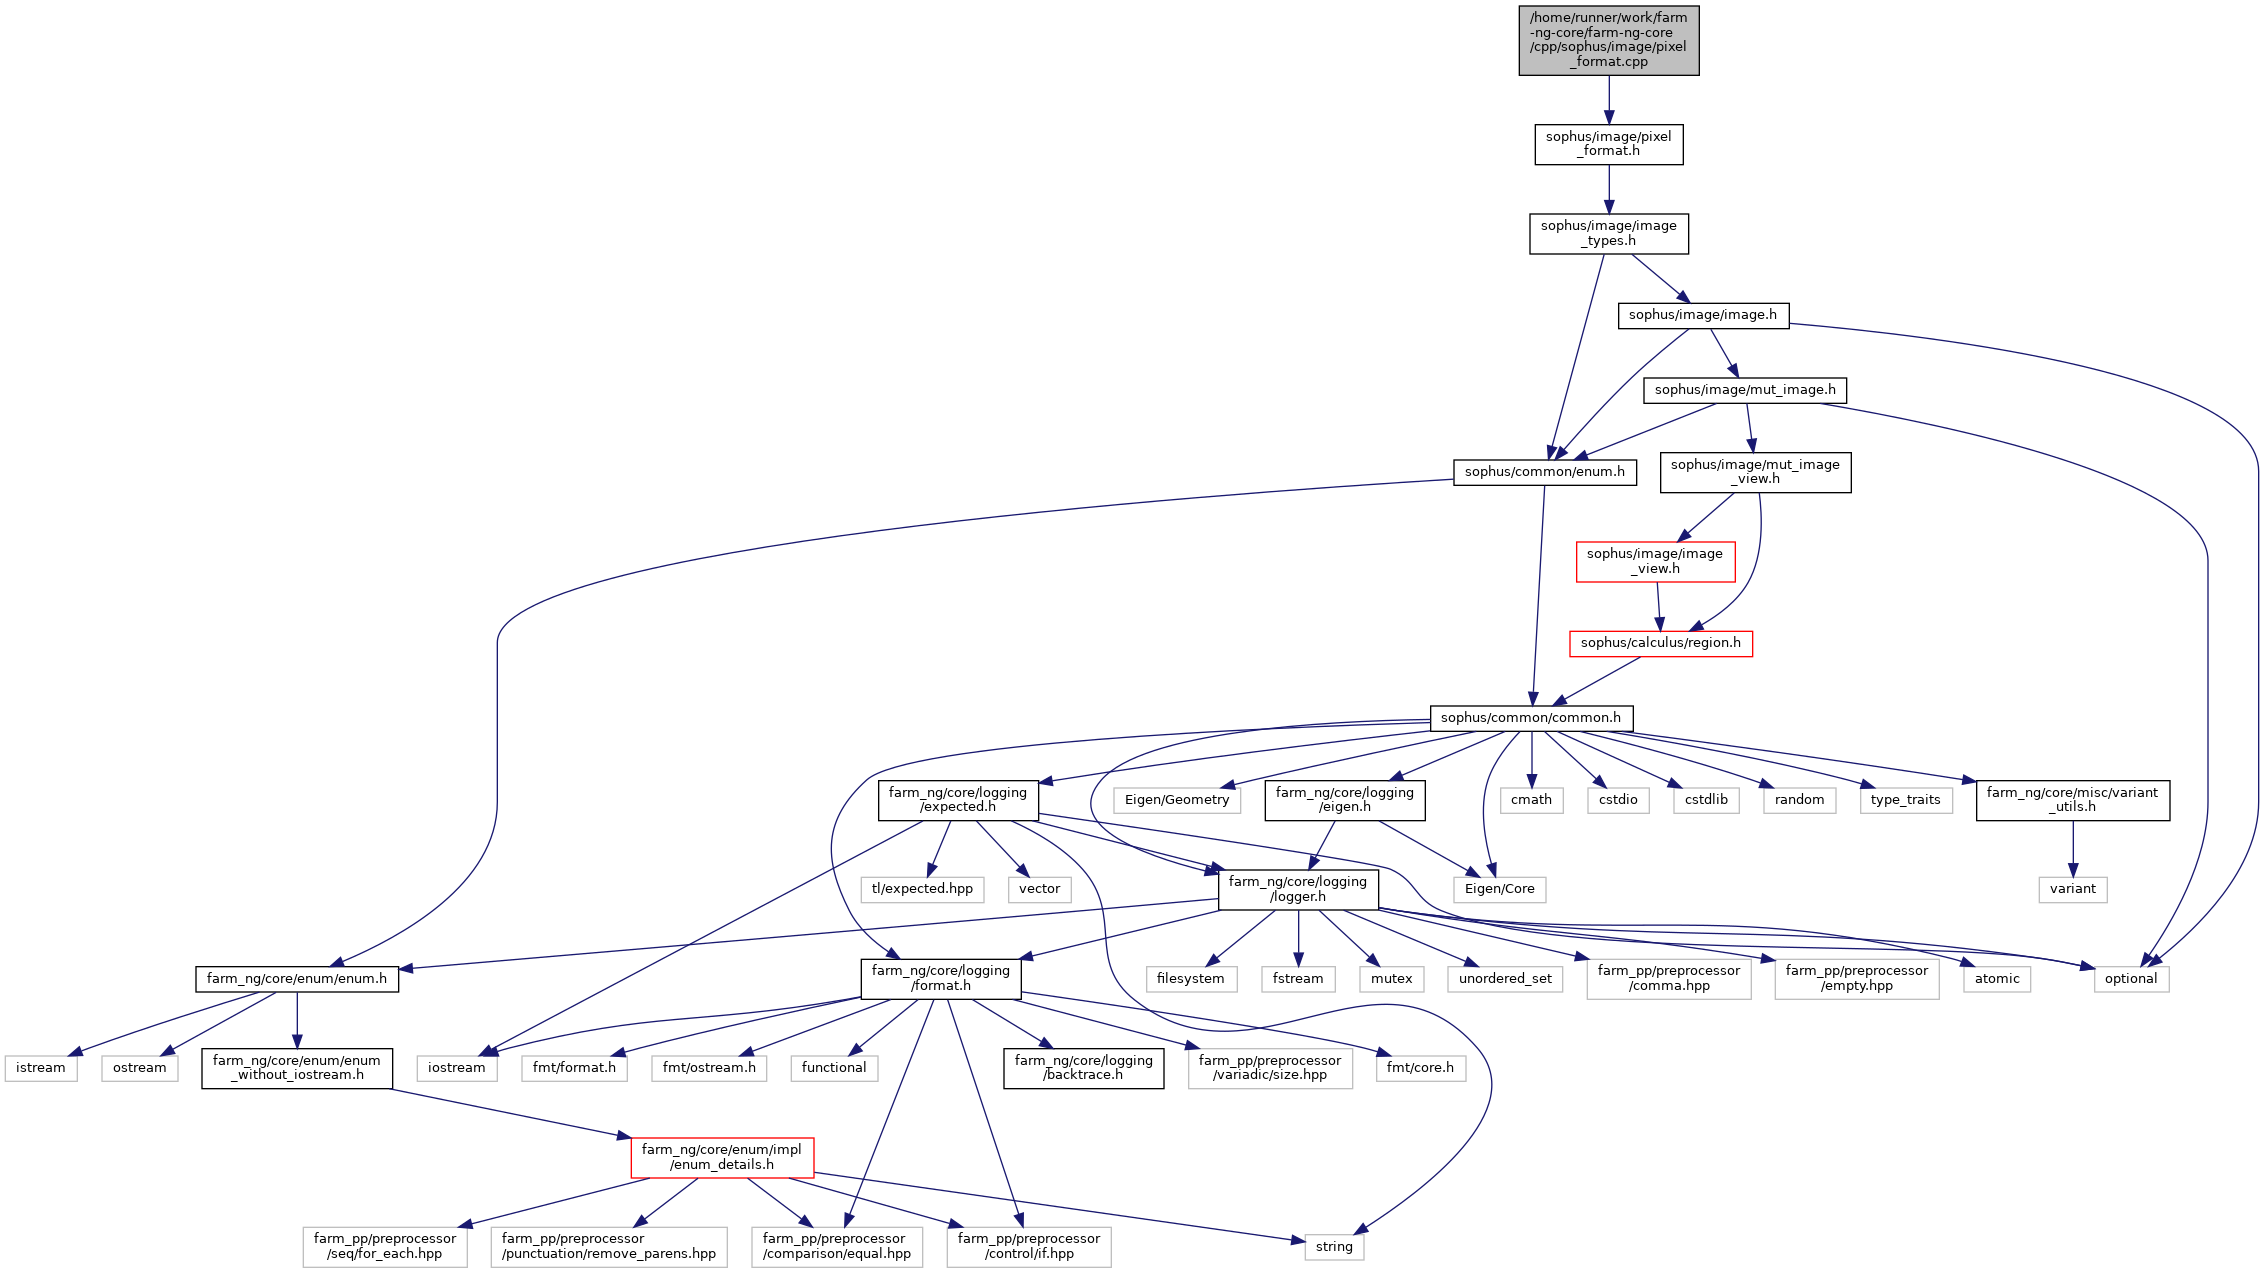 /home/runner/work/farm
-ng-core/farm-ng-core
/cpp/sophus/image/pixel
_format.cpp
sophus/image/pixel
_format.h
sophus/image/image
_types.h
sophus/image/image.h
sophus/image/mut_image.h
sophus/common/enum.h
sophus/image/mut_image
_view.h
sophus/image/image
_view.h
sophus/calculus/region.h
sophus/common/common.h
farm_ng/core/logging
/expected.h
Eigen/Geometry
farm_ng/core/logging
/eigen.h
cmath
cstdio
cstdlib
random
type_traits
farm_ng/core/misc/variant
_utils.h
tl/expected.hpp
vector
farm_ng/core/logging
/logger.h
Eigen/Core
variant
farm_ng/core/enum/enum.h
farm_ng/core/logging
/format.h
filesystem
fstream
mutex
unordered_set
farm_pp/preprocessor
/comma.hpp
farm_pp/preprocessor
/empty.hpp
atomic
optional
istream
ostream
farm_ng/core/enum/enum
_without_iostream.h
iostream
fmt/format.h
fmt/ostream.h
functional
farm_ng/core/logging
/backtrace.h
farm_pp/preprocessor
/variadic/size.hpp
fmt/core.h
farm_ng/core/enum/impl
/enum_details.h
farm_pp/preprocessor
/seq/for_each.hpp
farm_pp/preprocessor
/punctuation/remove_parens.hpp
farm_pp/preprocessor
/comparison/equal.hpp
farm_pp/preprocessor
/control/if.hpp
string